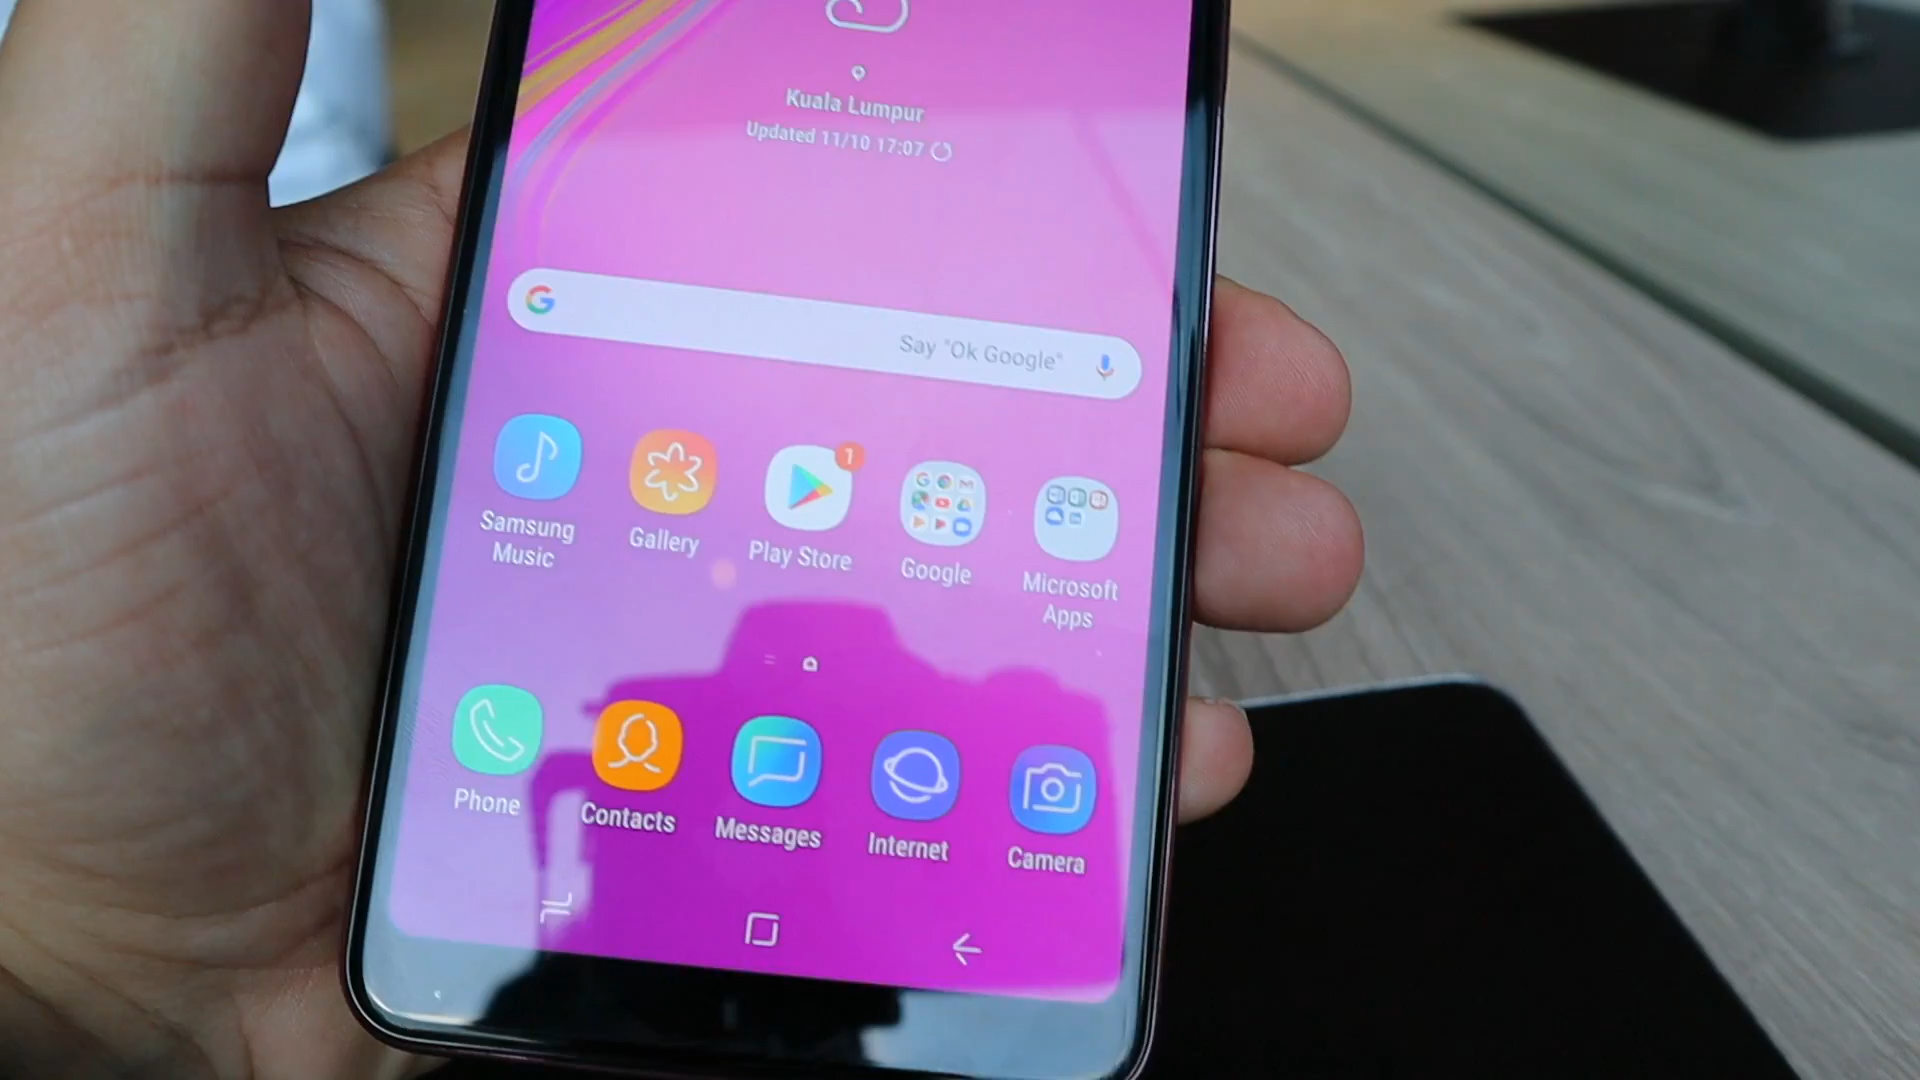 Kuala Lumpur
Updated 11/10 17:07
Say "Ok Google"
1
Samsung
Music
Gallery
Play Store
Google
Microsoft
Apps
Phone
Contacts
Messages
Internet
Camera